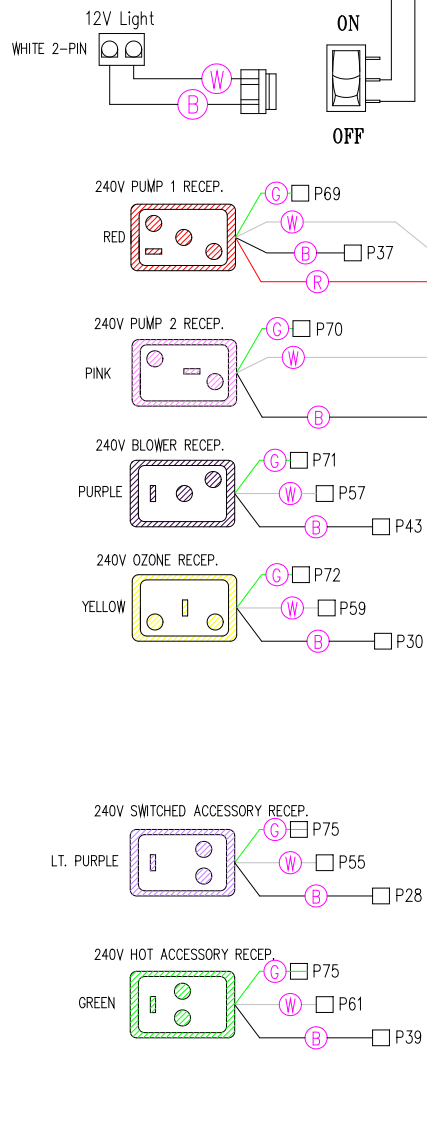 12V Light
ON
WHITE 2-PIN
W
B
OFF
240V PUMP 1 RECEP.
G P69
W
RED
B P37
R
240V PUMP 2 RECEP.
G P70
W
PINK
B
240V BLOWER RECEP.
G P71
PURPLE W P57
B P43
240V OZONE RECEP.
G P72
YELLOW W P59
B P30
240V SWITCHED ACCESSORY RECEP.
G P75
LT. PURPLE W P55
B P28
240V HOT ACCESSORY RECEP.
G P75
GREEN W P61
B P39